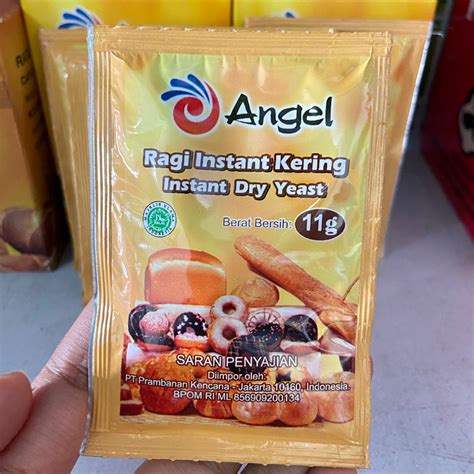 Angel
Ragi Instant Kering
Instant Dry Yeast
Berat Bersih: 11g
SARAN PENYAJIAN
Diimpor oleh:
PT Prambanan Kencana - Jakarta 10160, Indonesia.
BPOM RI ML 856909200134